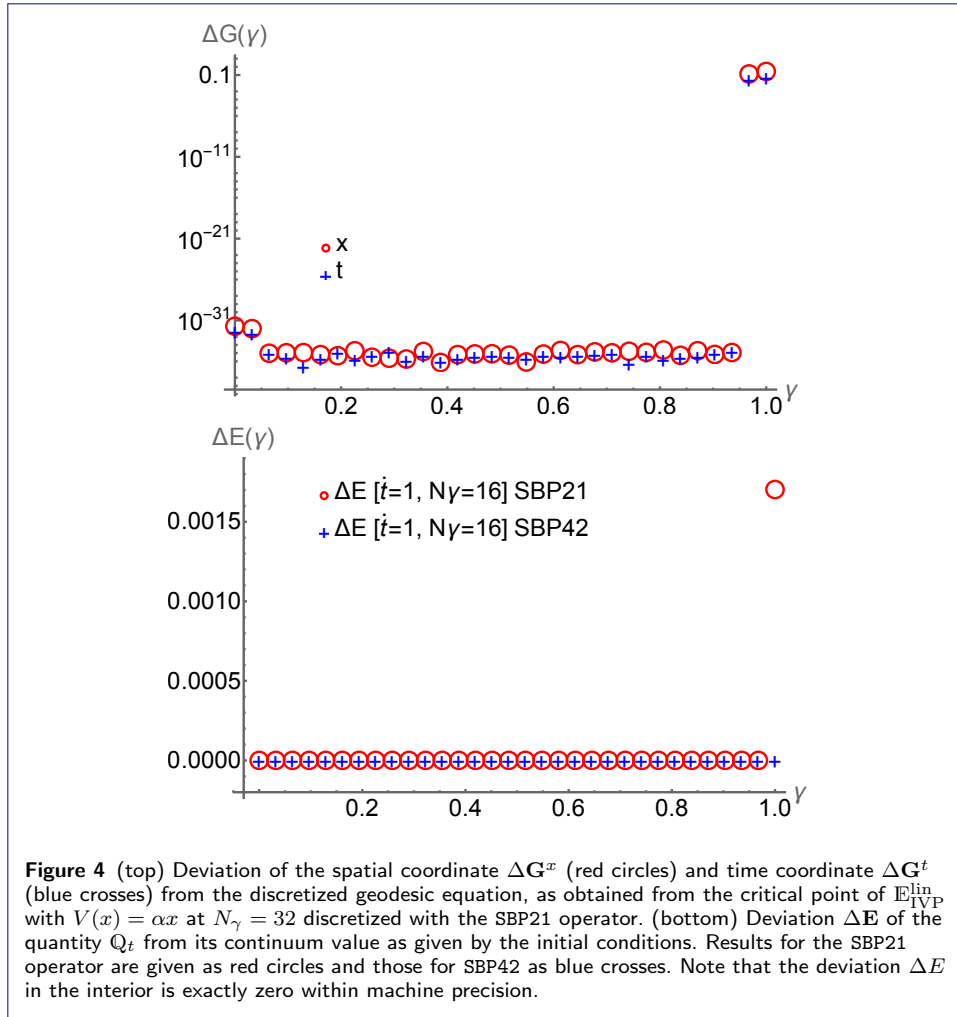 ΔG(γ)
0.1
10^-11
10^-21
x
t
10^-31
0.2 0.4 0.6 0.8 1.0 γ
ΔE(γ)
ΔE [ṫ=1, Nγ=16] SBP21
0.0015
ΔE [ṫ=1, Nγ=16] SBP42
0.0010
0.0005
0.0000
0.2 0.4 0.6 0.8 1.0 γ
Figure 4 (top) Deviation of the spatial coordinate ΔG^x (red circles) and time coordinate ΔG^t
(blue crosses) from the discretized geodesic equation, as obtained from the critical point of 𝔼^lin_IVP
with V(x) = αx at N_γ = 32 discretized with the SBP21 operator. (bottom) Deviation ΔE of the
quantity ℚ_t from its continuum value as given by the initial conditions. Results for the SBP21
operator are given as red circles and those for SBP42 as blue crosses. Note that the deviation ΔE
in the interior is exactly zero within machine precision.